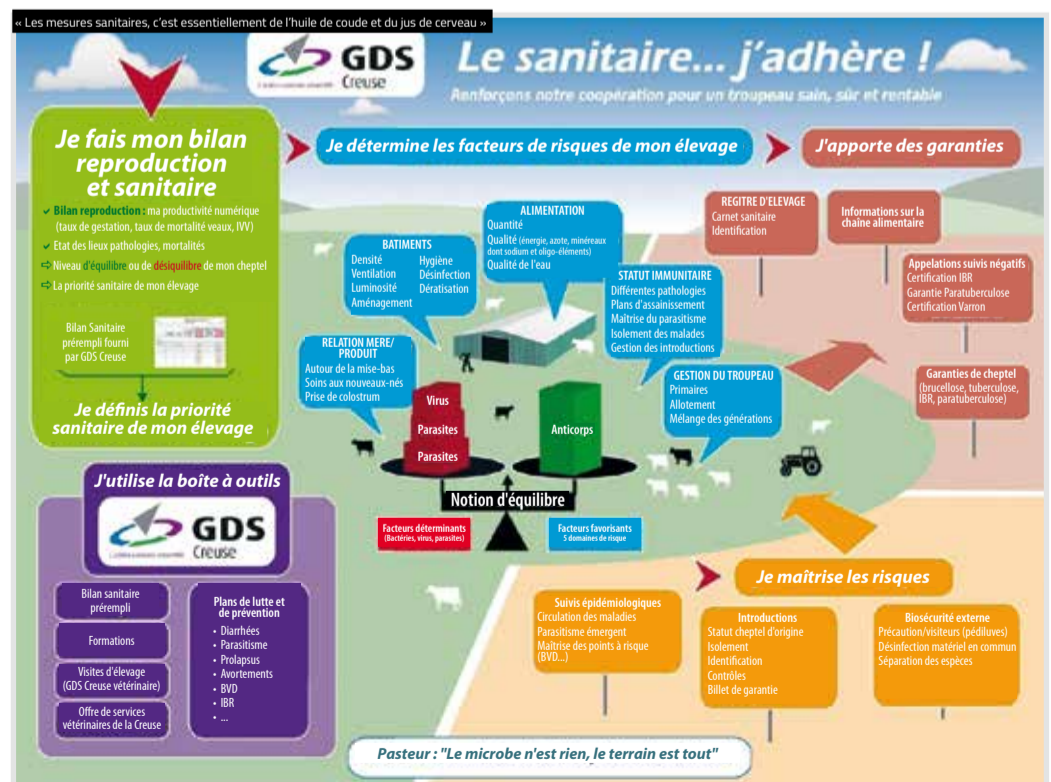 « Les mesures sanitaires, c'est essentiellement de l'huile de coude et du jus de cerveau »
GDS
Creuse
Le sanitaire... j'adhère !
Renforçons notre coopération pour un troupeau sain, sûr et rentable
Je fais mon bilan
reproduction
et sanitaire
Bilan reproduction : ma productivité numérique
(taux de gestation, taux de mortalité veaux, IVV)
Etat des lieux pathologies, mortalités
Niveau d'équilibre ou de désiquilibre de mon cheptel
La priorité sanitaire de mon élevage
Bilan Sanitaire
prérempli fourni
par GDS Creuse
Je définis la priorité
sanitaire de mon élevage
Je détermine les facteurs de risques de mon élevage
J'apporte des garanties
BATIMENTS
Densité
Ventilation
Luminosité
Aménagement
Hygiène
Désinfection
Dératisation
ALIMENTATION
Quantité
Qualité (énergie, azote, minéreaux
dont sodium et oligo-éléments)
Qualité de l'eau
STATUT IMMUNITAIRE
Différentes pathologies
Plans d'assainissement
Maîtrise du parasitisme
Isolement des malades
Gestion des introductions
RELATION MERE/
PRODUIT
Autour de la mise-bas
Soins aux nouveaux-nés
Prise de colostrum
GESTION DU TROUPEAU
Primaires
Allotement
Mélange des générations
Virus
Parasites
Parasites
Anticorps
Notion d'équilibre
Facteurs déterminants
(Bactéries, virus, parasites)
Facteurs favorisants
5 domaines de risque
REGITRE D'ELEVAGE
Carnet sanitaire
Identification
Informations sur la
chaîne alimentaire
Appelations suivis négatifs
Certification IBR
Garantie Paratuberculose
Certification Varron
Garanties de cheptel
(brucellose, tuberculose,
IBR, paratuberculose)
J'utilise la boîte à outils
GDS
Creuse
Bilan sanitaire
prérempli
Formations
Visites d'élevage
(GDS Creuse vétérinaire)
Offre de services
vétérinaires de la Creuse
Plans de lutte et
de prévention
• Diarrhées
• Parasitisme
• Prolapsus
• Avortements
• BVD
• IBR
• ...
Je maîtrise les risques
Suivis épidémiologiques
Circulation des maladies
Parasitisme émergent
Maîtrise des points à risque
(BVD...)
Introductions
Statut cheptel d'origine
Isolement
Identification
Contrôles
Billet de garantie
Biosécurité externe
Précaution/visiteurs (pédiluves)
Désinfection matériel en commun
Séparation des espèces
Pasteur : "Le microbe n'est rien, le terrain est tout"